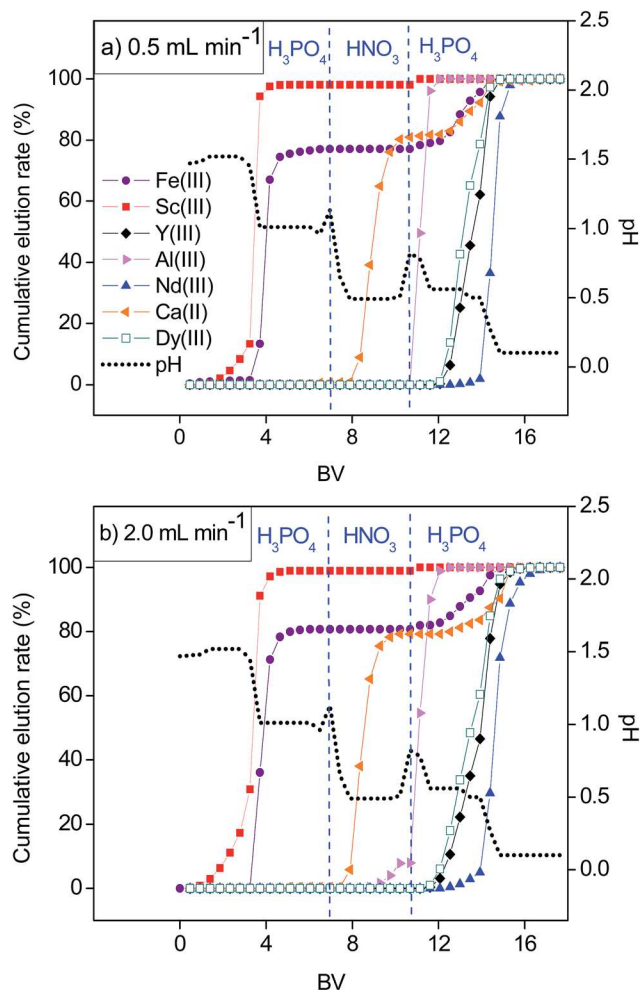 a) 0.5 mL min⁻¹
H₃PO₄ HNO₃ H₃PO₄
Cumulative elution rate (%)
100
80
60
40
20
0
Fe(III)
Sc(III)
Y(III)
Al(III)
Nd(III)
Ca(II)
Dy(III)
pH
2.5
2.0
1.5
1.0
0.5
0.0
pH
0 4 8 12 16
BV
b) 2.0 mL min⁻¹
H₃PO₄ HNO₃ H₃PO₄
Cumulative elution rate (%)
100
80
60
40
20
0
2.5
2.0
1.5
1.0
0.5
0.0
pH
0 4 8 12 16
BV